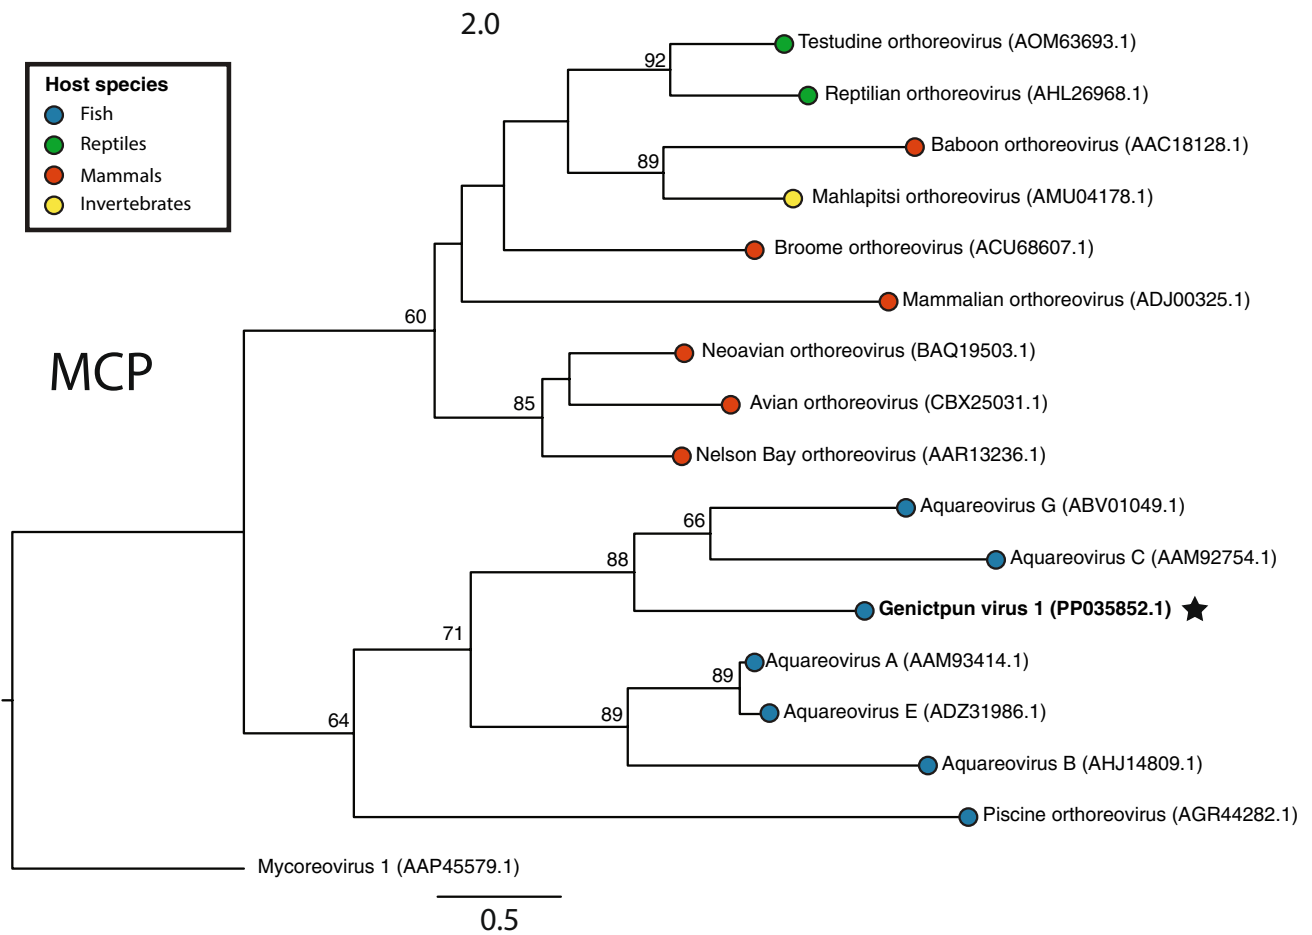 2.0
Host species
Fish
Reptiles
Mammals
Invertebrates
MCP
92
Testudine orthoreovirus (AOM63693.1)
Reptilian orthoreovirus (AHL26968.1)
89
Baboon orthoreovirus (AAC18128.1)
Mahlapitsi orthoreovirus (AMU04178.1)
Broome orthoreovirus (ACU68607.1)
Mammalian orthoreovirus (ADJ00325.1)
60
Neoavian orthoreovirus (BAQ19503.1)
85
Avian orthoreovirus (CBX25031.1)
Nelson Bay orthoreovirus (AAR13236.1)
Aquareovirus G (ABV01049.1)
66
Aquareovirus C (AAM92754.1)
88
Genictpun virus 1 (PP035852.1)
71
Aquareovirus A (AAM93414.1)
89
Aquareovirus E (ADZ31986.1)
89
64
Aquareovirus B (AHJ14809.1)
Piscine orthoreovirus (AGR44282.1)
Mycoreovirus 1 (AAP45579.1)
0.5